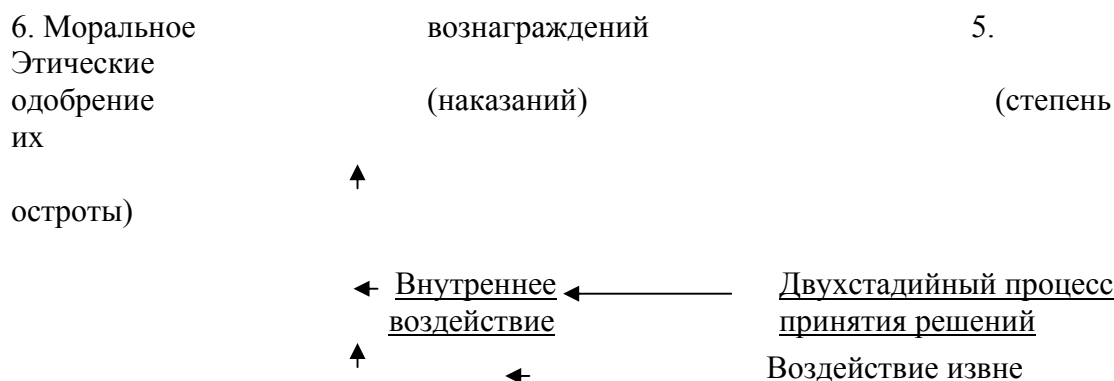 6. Моральное вознаграждений 5.
Этические
одобрение (наказаний) (степень
их
остроты)
Внутреннее Двухстадийный процесс
воздействие принятия решений
Воздействие извне